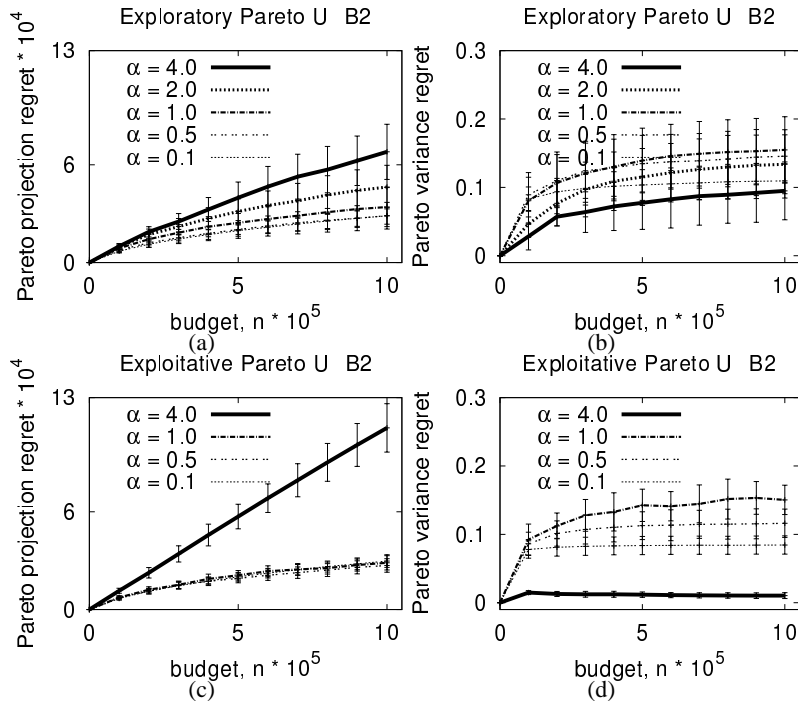 Exploratory Pareto U B2
Pareto projection regret * 10^4
13
6
0
α = 4.0
α = 2.0
α = 1.0
α = 0.5
α = 0.1
0 5 10
budget, n * 10^5
(a)
Exploratory Pareto U B2
Pareto variance regret
0.3
0.2
0.1
0
α = 4.0
α = 2.0
α = 1.0
α = 0.5
α = 0.1
0 5 10
budget, n * 10^5
(b)
Exploitative Pareto U B2
Pareto projection regret * 10^4
13
6
0
α = 4.0
α = 1.0
α = 0.5
α = 0.1
0 5 10
budget, n * 10^5
(c)
Exploitative Pareto U B2
Pareto variance regret
0.3
0.2
0.1
0
α = 4.0
α = 1.0
α = 0.5
α = 0.1
0 5 10
budget, n * 10^5
(d)